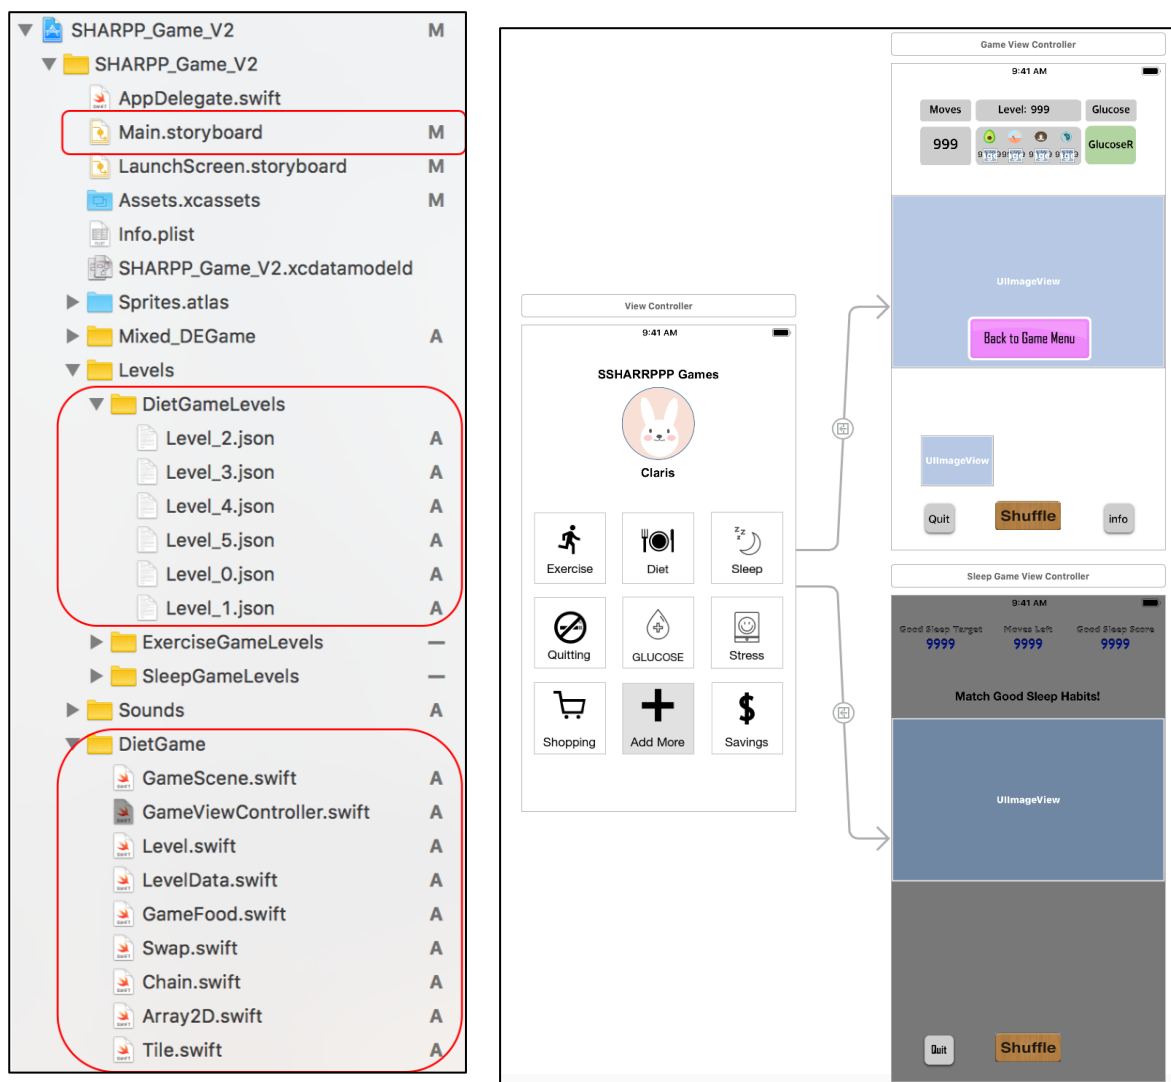 SHARPP_Game_V2 M
SHARPP_Game_V2
AppDelegate.swift
Main.storyboard M
LaunchScreen.storyboard M
Assets.xcassets M
Info.plist
SHARPP_Game_V2.xcdatamodeld
Sprites.atlas
Mixed_DEGame A
Levels
DietGameLevels
Level_2.json A
Level_3.json A
Level_4.json A
Level_5.json A
Level_0.json A
Level_1.json A
ExerciseGameLevels —
SleepGameLevels —
Sounds A
DietGame
GameScene.swift A
GameViewController.swift A
Level.swift A
LevelData.swift A
GameFood.swift A
Swap.swift A
Chain.swift A
Array2D.swift A
Tile.swift A
View Controller
9:41 AM
SSHARRPPP Games
Claris
Exercise Diet Sleep
Quitting GLUCOSE Stress
Shopping Add More Savings
Game View Controller
9:41 AM
Moves Level: 999 Glucose
999 GlucoseR
UIImageView
Back to Game Menu
UIImageView
Quit Shuffle info
Sleep Game View Controller
9:41 AM
Good Sleep Target Moves Left Good Sleep Score
9999 9999 9999
Match Good Sleep Habits!
UIImageView
Quit Shuffle